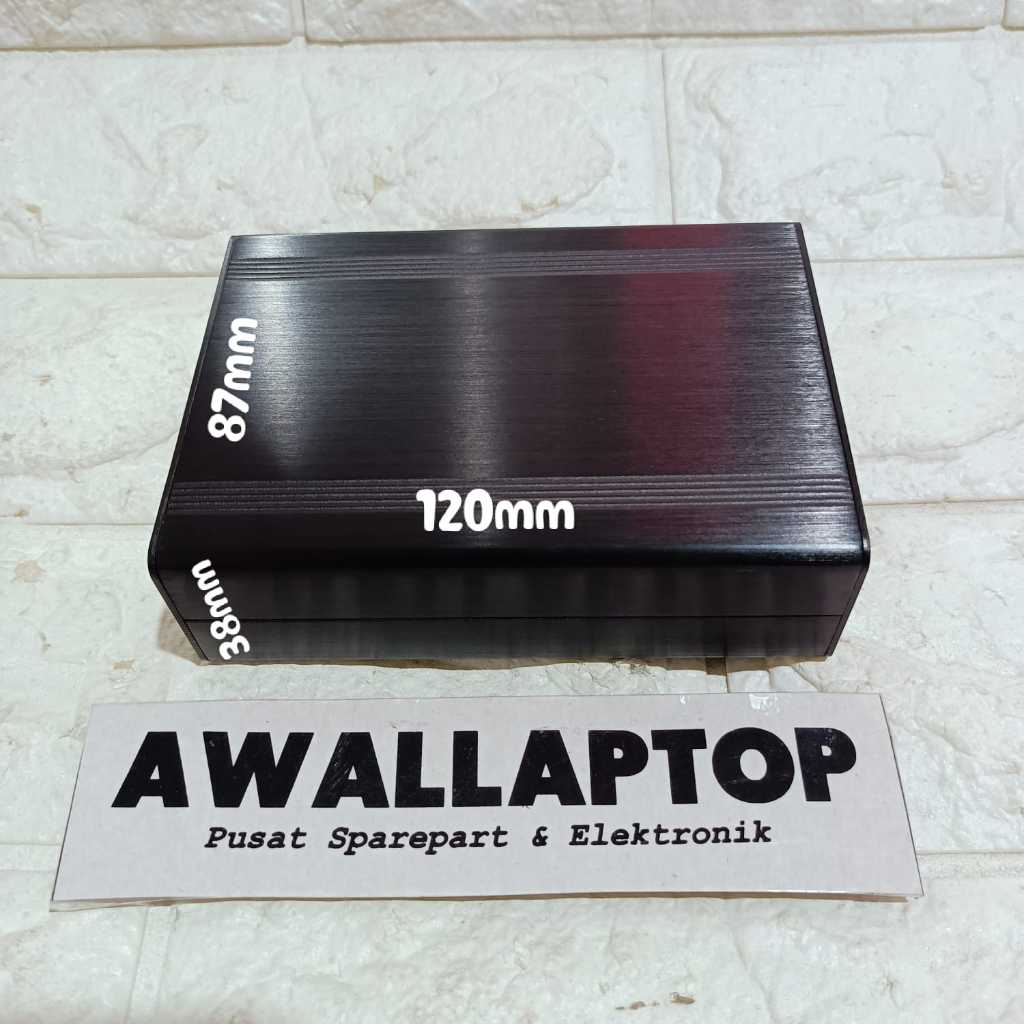 87mm
120mm
38mm
AWALLAPTOP
Pusat Sparepart & Elektronik